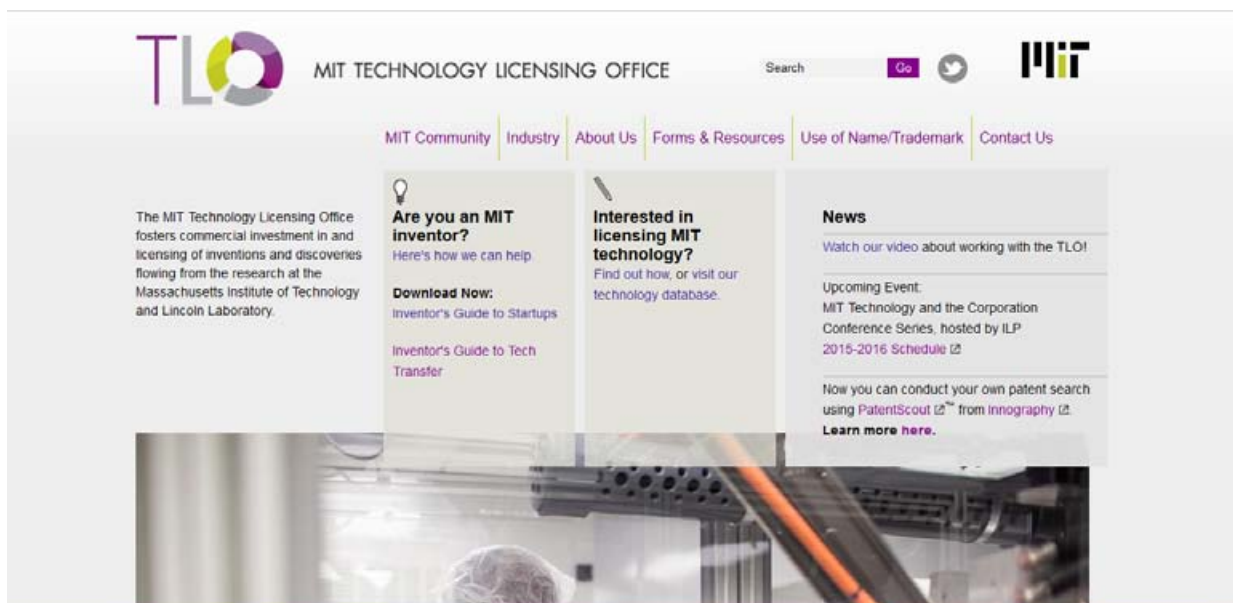 TLO
MIT TECHNOLOGY LICENSING OFFICE
Search
Go
MIT
MIT Community
Industry
About Us
Forms & Resources
Use of Name/Trademark
Contact Us
The MIT Technology Licensing Office
fosters commercial investment in and
licensing of inventions and discoveries
flowing from the research at the
Massachusetts Institute of Technology
and Lincoln Laboratory.
Are you an MIT
inventor?
Here's how we can help.
Download Now:
Inventor's Guide to Startups
Inventor's Guide to Tech
Transfer
Interested in
licensing MIT
technology?
Find out how, or visit our
technology database.
News
Watch our video about working with the TLO!
Upcoming Event:
MIT Technology and the Corporation
Conference Series, hosted by ILP
2015-2016 Schedule
Now you can conduct your own patent search
using PatentScout ™ from Innography.
Learn more here.